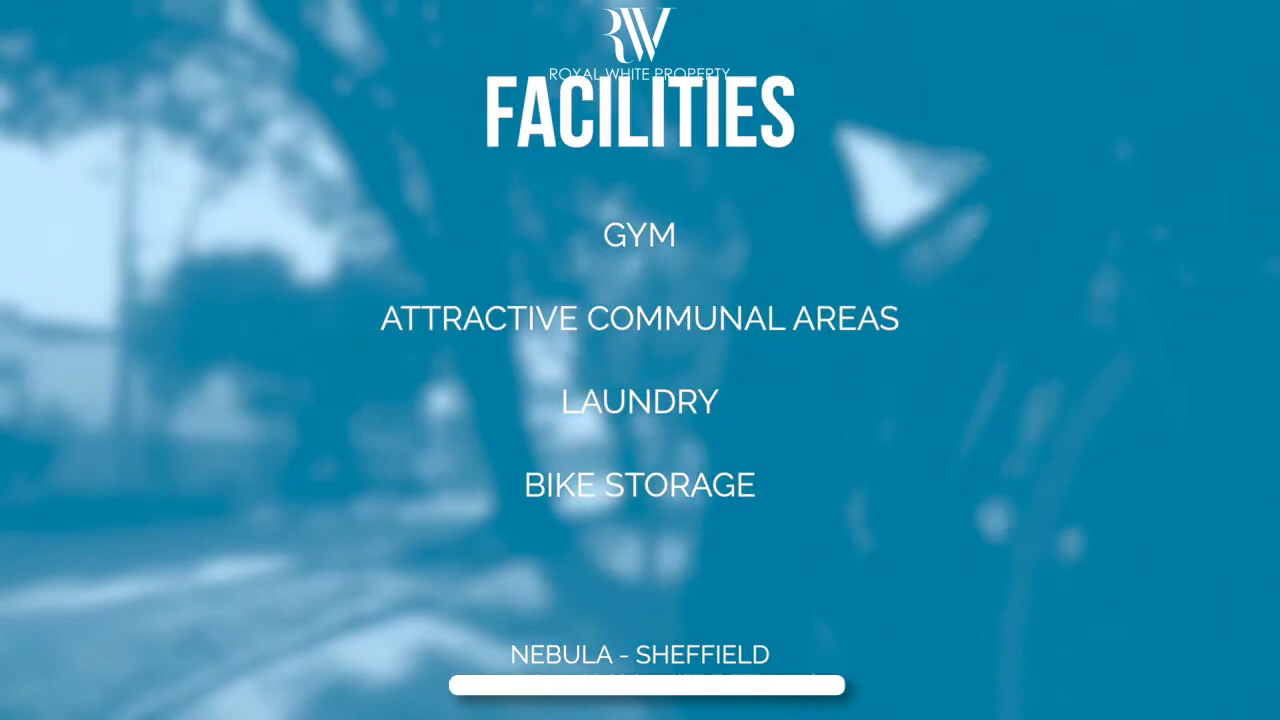 RW
ROYAL WHITE PROPERTY
FACILITIES
GYM
ATTRACTIVE COMMUNAL AREAS
LAUNDRY
BIKE STORAGE
NEBULA - SHEFFIELD